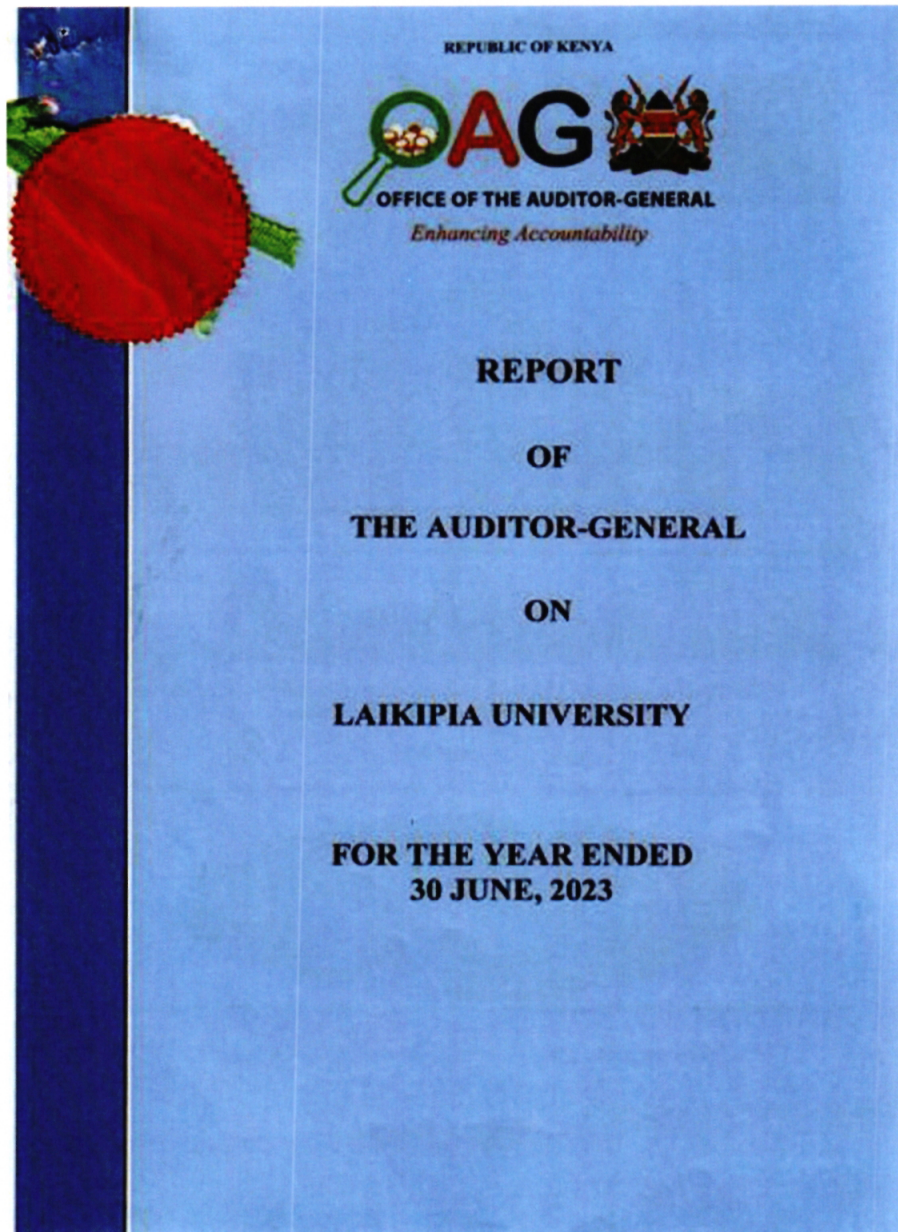 REPUBLIC OF KENYA
OAG
OFFICE OF THE AUDITOR-GENERAL
Enhancing Accountability
REPORT
OF
THE AUDITOR-GENERAL
ON
LAIKIPIA UNIVERSITY
FOR THE YEAR ENDED
30 JUNE, 2023